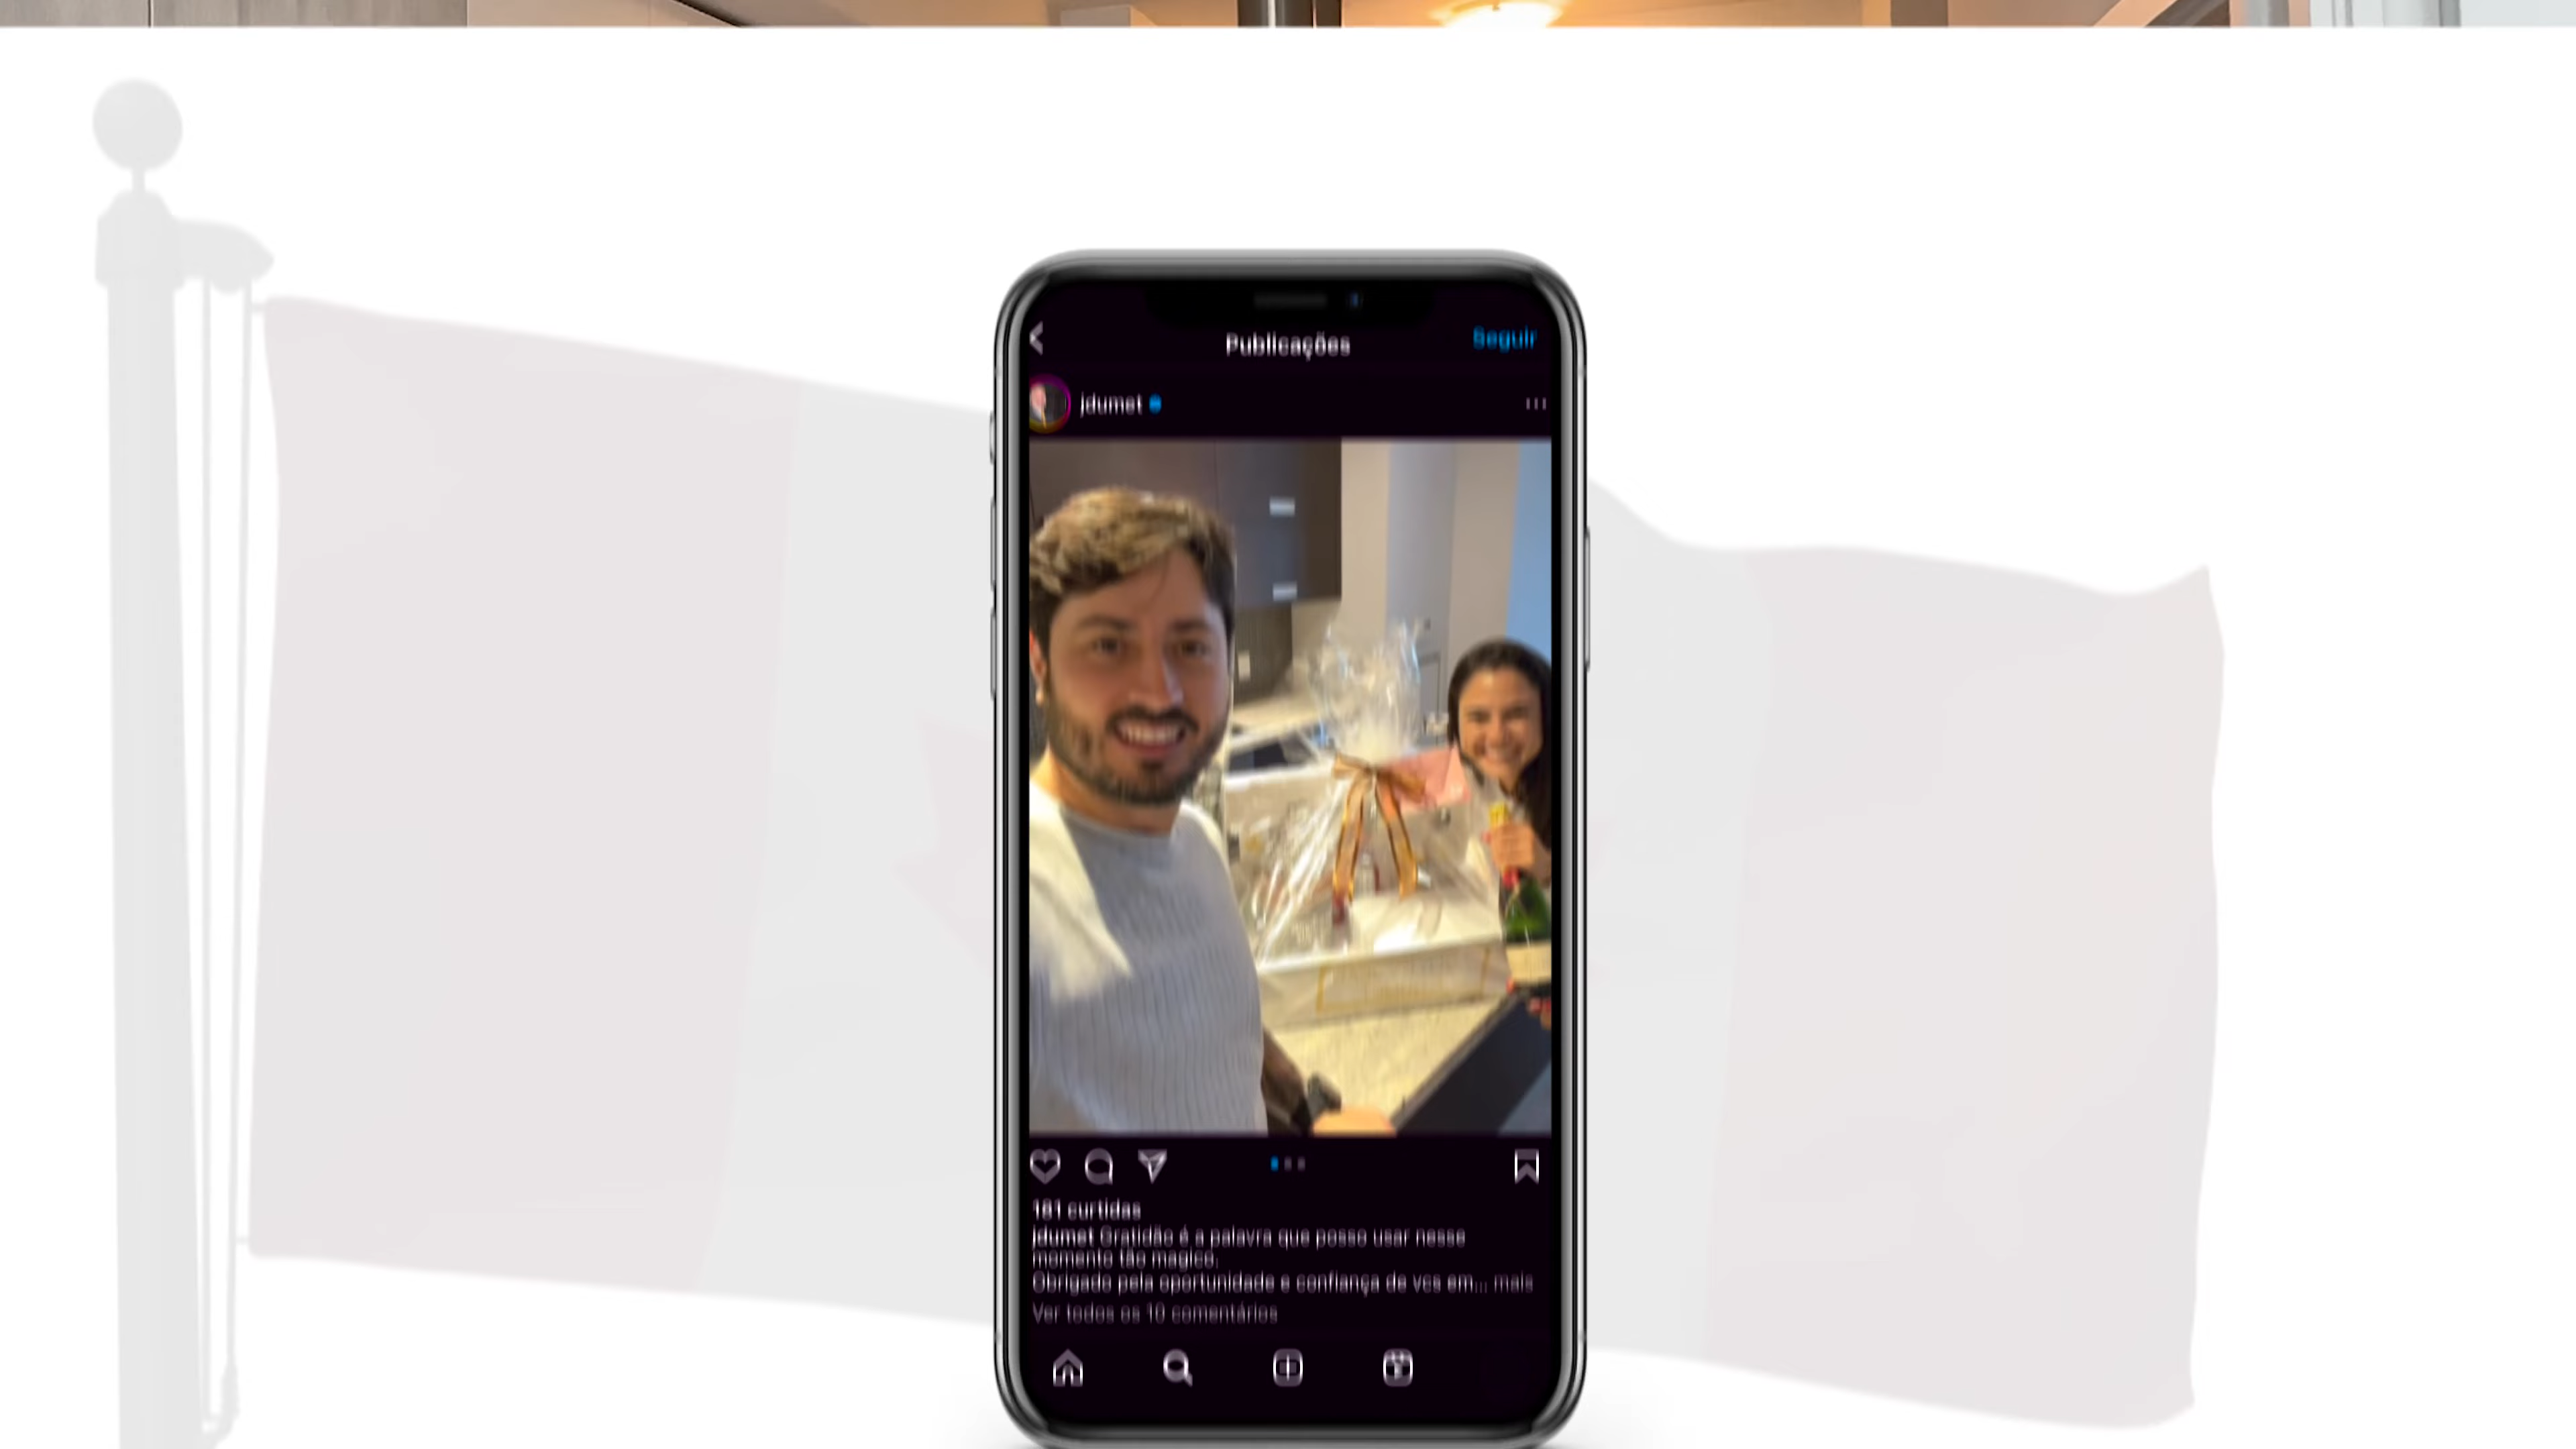 Publicações
Seguir
jdumet
181 curtidas
jdumet Gratidão é a palavra que posso usar nesse
momento tão magico.
Obrigado pela oportunidade e confiança de vcs em... mais
Ver todos os 10 comentários